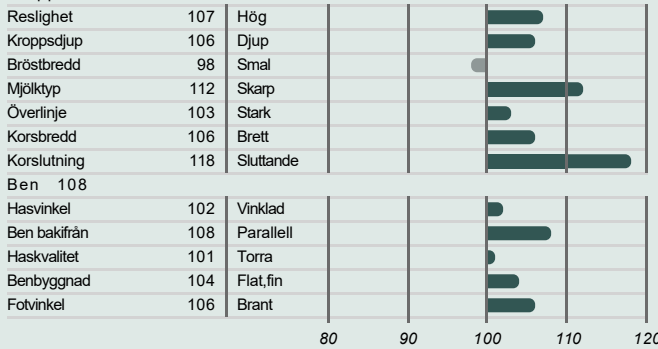 Reslighet 107 Hög
Kroppsdjup 106 Djup
Bröstbredd 98 Smal
Mjölktyp 112 Skarp
Överlinje 103 Stark
Korsbredd 106 Brett
Korslutning 118 Sluttande
Ben 108
Hasvinkel 102 Vinklad
Ben bakifrån 108 Parallell
Haskvalitet 101 Torra
Benbyggnad 104 Flat,fin
Fotvinkel 106 Brant
80 90 100 110 120